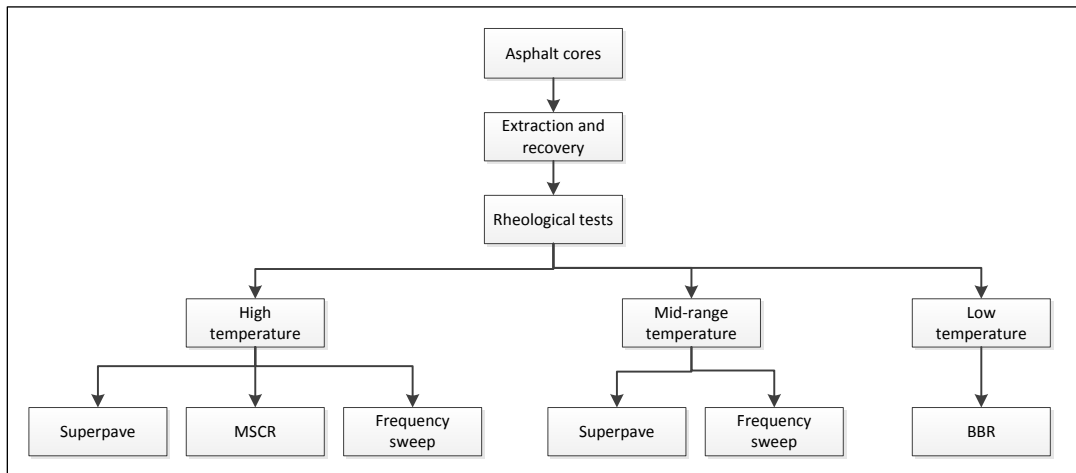 Asphalt cores
Extraction and
recovery
Rheological tests
High
temperature
Mid-range
temperature
Low
temperature
Superpave
MSCR
Frequency
sweep
Superpave
Frequency
sweep
BBR